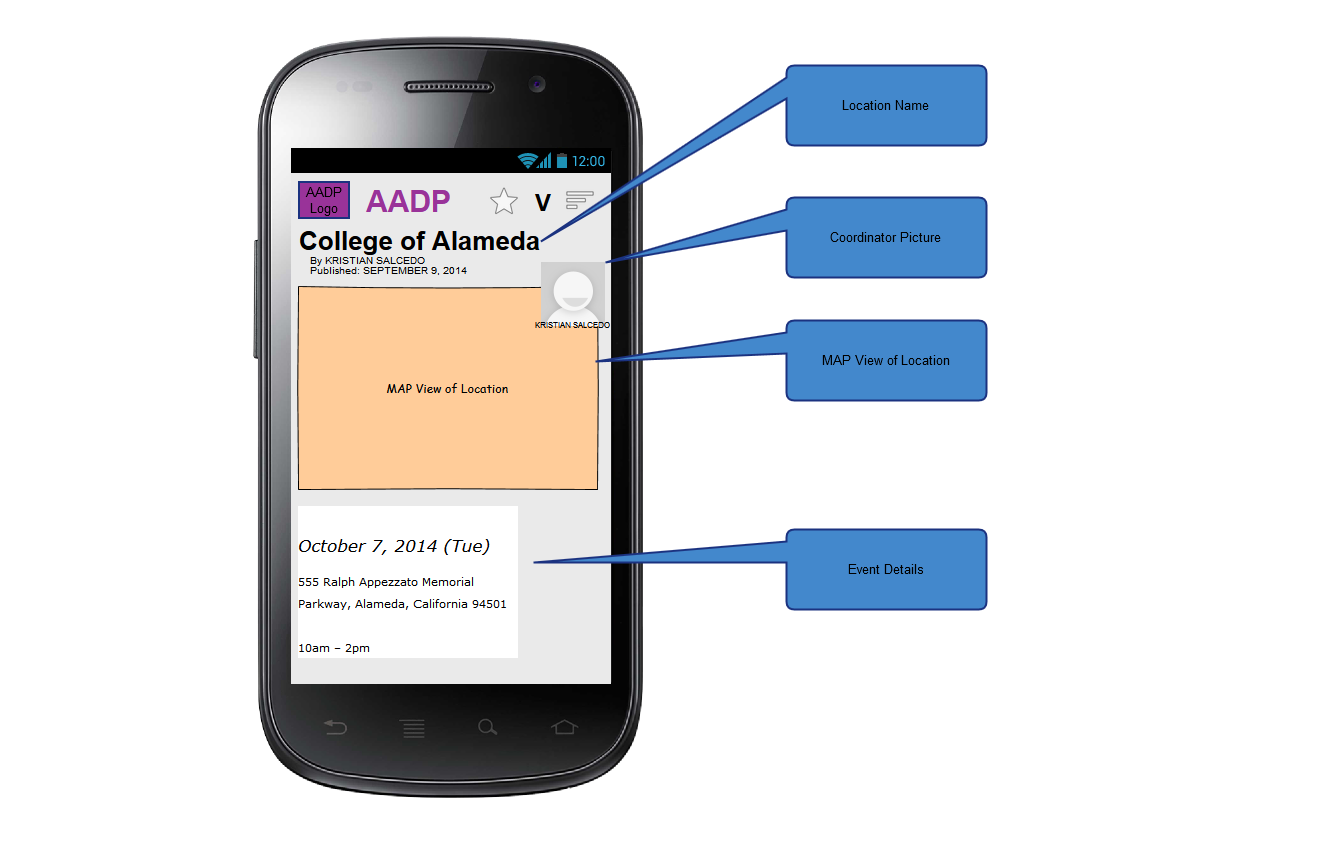 12:00
AADP
Logo
AADP
V
College of Alameda
By KRISTIAN SALCEDO
Published: SEPTEMBER 9, 2014
KRISTIAN SALCEDO
MAP View of Location
October 7, 2014 (Tue)
555 Ralph Appezzato Memorial
Parkway, Alameda, California 94501
10am – 2pm
Location Name
Coordinator Picture
MAP View of Location
Event Details